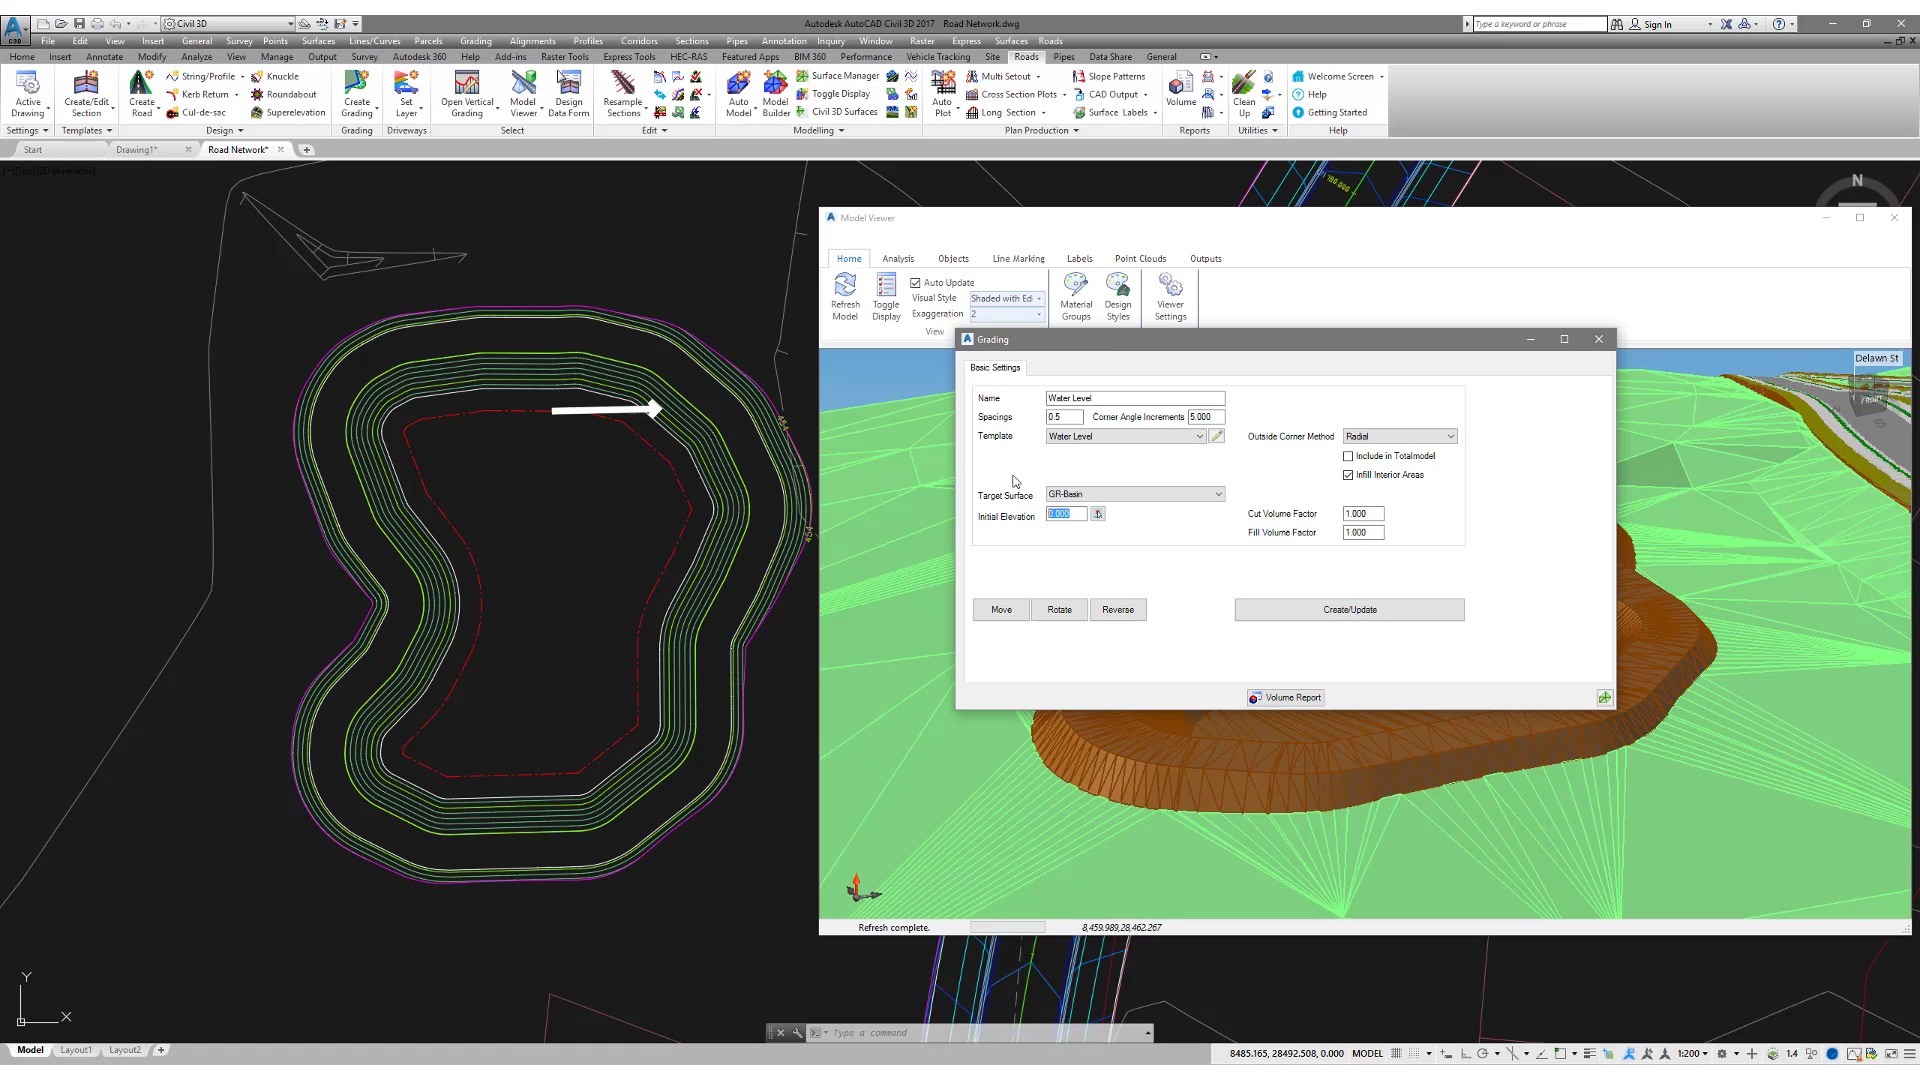 Civil 3D
Autodesk AutoCAD Civil 3D 2017 Road Network.dwg
Type a keyword or phrase
Sign In
C3D
File Edit View Insert General Survey Points Surfaces Lines/Curves Parcels Grading Alignments Profiles Corridors Sections Pipes Annotation Inquiry Window Raster Express Surfaces Roads
Home Insert Annotate Modify Analyze View Manage Output Survey Autodesk 360 Help Add-ins Raster Tools Express Tools HEC-RAS Featured Apps BIM 360 Performance Vehicle Tracking Site Roads Pipes Data Share General
Active Drawing
Create/Edit Section
Create Road
String/Profile
Kerb Return
Cul-de-sac
Knuckle
Roundabout
Superelevation
Create Grading
Set Layer
Open Vertical Grading
Model Viewer
Design Data Form
Resample Sections
Auto Model
Model Builder
Surface Manager
Toggle Display
Civil 3D Surfaces
Auto Plot
Multi Setout
Cross Section Plots
Long Section
Slope Patterns
CAD Output
Surface Labels
Volume
Clean Up
Welcome Screen
Help
Getting Started
Settings Templates Design Grading Driveways Select Edit Modelling Plan Production Reports Utilities Help
Start Drawing1* Road Network*
[−][Top][2D Wireframe]
N
Model Viewer
Home Analysis Objects Line Marking Labels Point Clouds Outputs
Refresh Model
Toggle Display
Auto Update
Visual Style Shaded with Ed
Exaggeration 2
View
Material Groups
Design Styles
Viewer Settings
Grading
Basic Settings
Name Water Level
Spacings 0.5 Corner Angle Increments 5.000
Template Water Level Outside Corner Method Radial
Include in Totalmodel
Infill Interior Areas
Target Surface GR-Basin
Initial Elevation 0.000 Cut Volume Factor 1.000
Fill Volume Factor 1.000
Move Rotate Reverse Create/Update
Volume Report
Delawn St
FRONT
S
454
454
Refresh complete. 8,459.989,28,462.267
Y
X
Type a command
Model Layout1 Layout2
8485.165, 28492.508, 0.000 MODEL 1:200 1.4